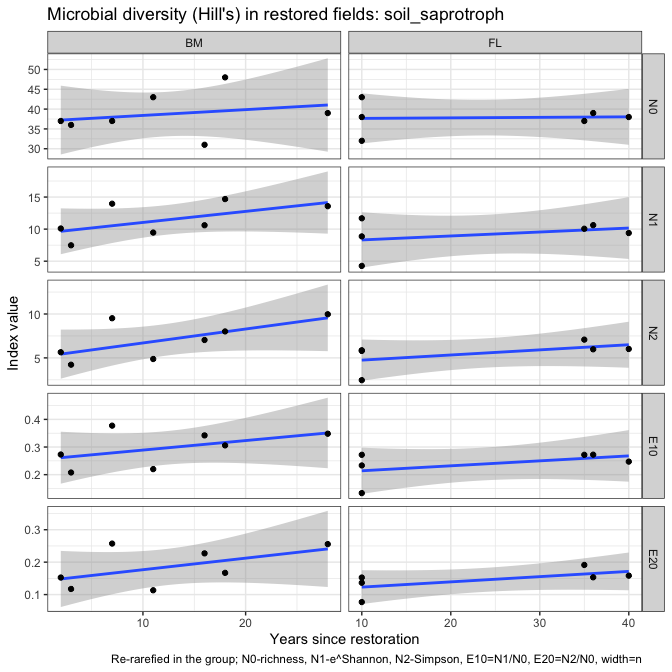 Microbial diversity (Hill's) in restored fields: soil_saprotroph
BM FL
50
45
40
35
30
N0
15
10
5
N1
10
5
N2
Index value
0.4
0.3
0.2
E10
0.3
0.2
0.1
E20
10 20 10 20 30 40
Years since restoration
Re-rarefied in the group; N0-richness, N1-e^Shannon, N2-Simpson, E10=N1/N0, E20=N2/N0, width=n